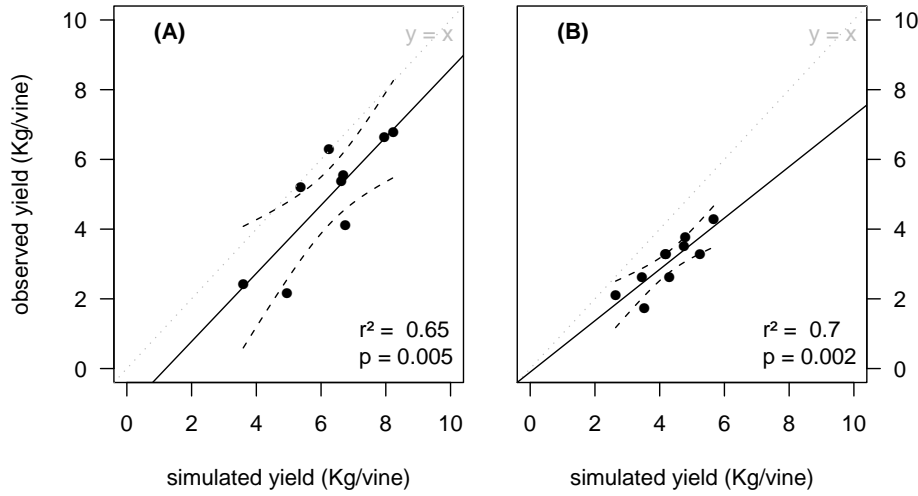 (A)
y = x
10
8
6
4
2
0
observed yield (Kg/vine)
r² = 0.65
p = 0.005
0 2 4 6 8 10
simulated yield (Kg/vine)
(B)
y = x
10
8
6
4
2
0
r² = 0.7
p = 0.002
0 2 4 6 8 10
simulated yield (Kg/vine)